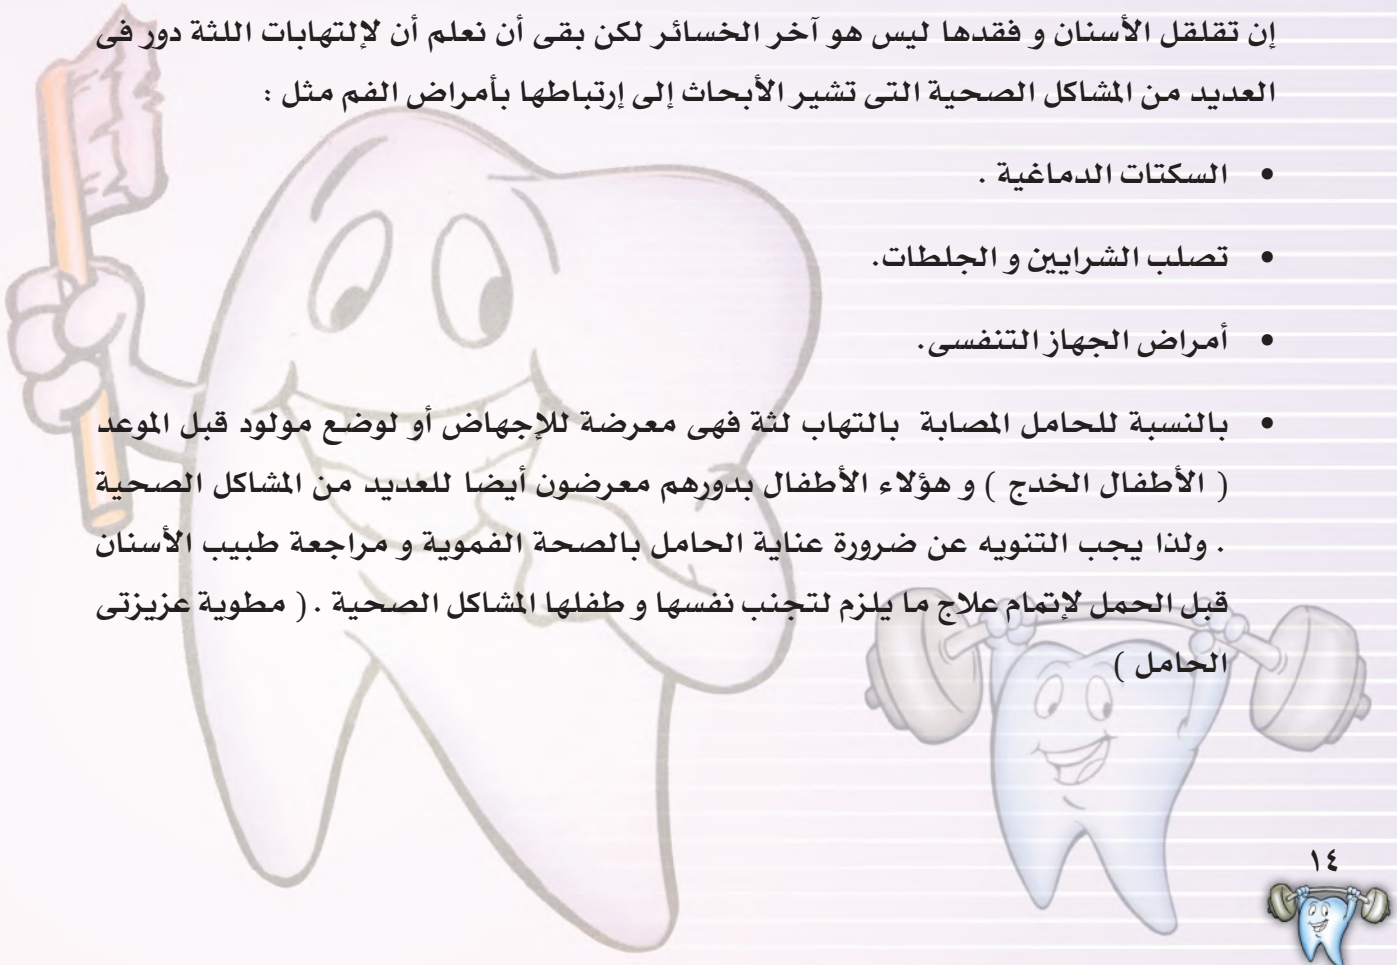 إن تقلقل الأسنان و فقدها ليس هو آخر الخسائر لكن بقى أن نعلم أن لإلتهابات اللثة دور فى
العديد من المشاكل الصحية التى تشير الأبحاث إلى إرتباطها بأمراض الفم مثل :
• السكتات الدماغية .
• تصلب الشرايين و الجلطات.
• أمراض الجهاز التنفسى.
• بالنسبة للحامل المصابة بالتهاب لثة فهى معرضة للإجهاض أو لوضع مولود قبل الموعد
( الأطفال الخدج ) و هؤلاء الأطفال بدورهم معرضون أيضا للعديد من المشاكل الصحية
. ولذا يجب التنويه عن ضرورة عناية الحامل بالصحة الفموية و مراجعة طبيب الأسنان
قبل الحمل لإتمام علاج ما يلزم لتجنب نفسها و طفلها المشاكل الصحية . ( مطوية عزيزتى
الحامل )
١٤